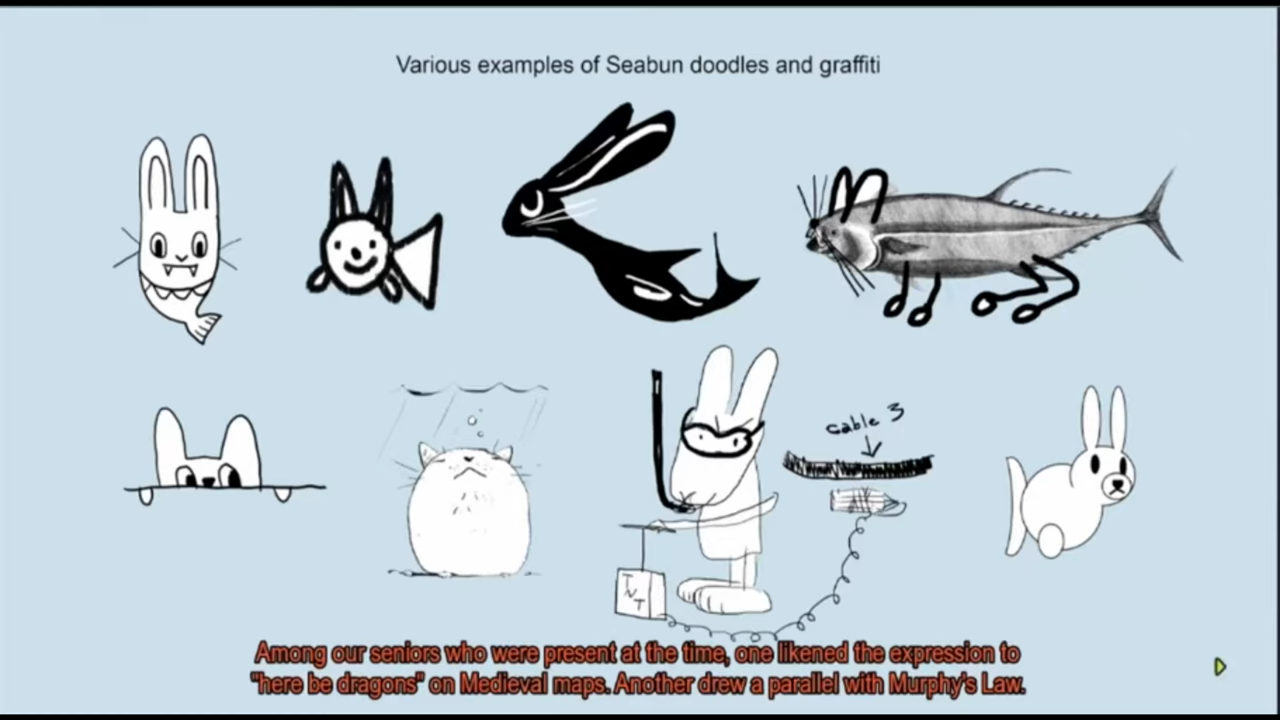 Various examples of Seabun doodles and graffiti
cable 3
TNT
Among our seniors who were present at the time, one likened the expression to
"here be dragons" on Medieval maps. Another drew a parallel with Murphy's Law.